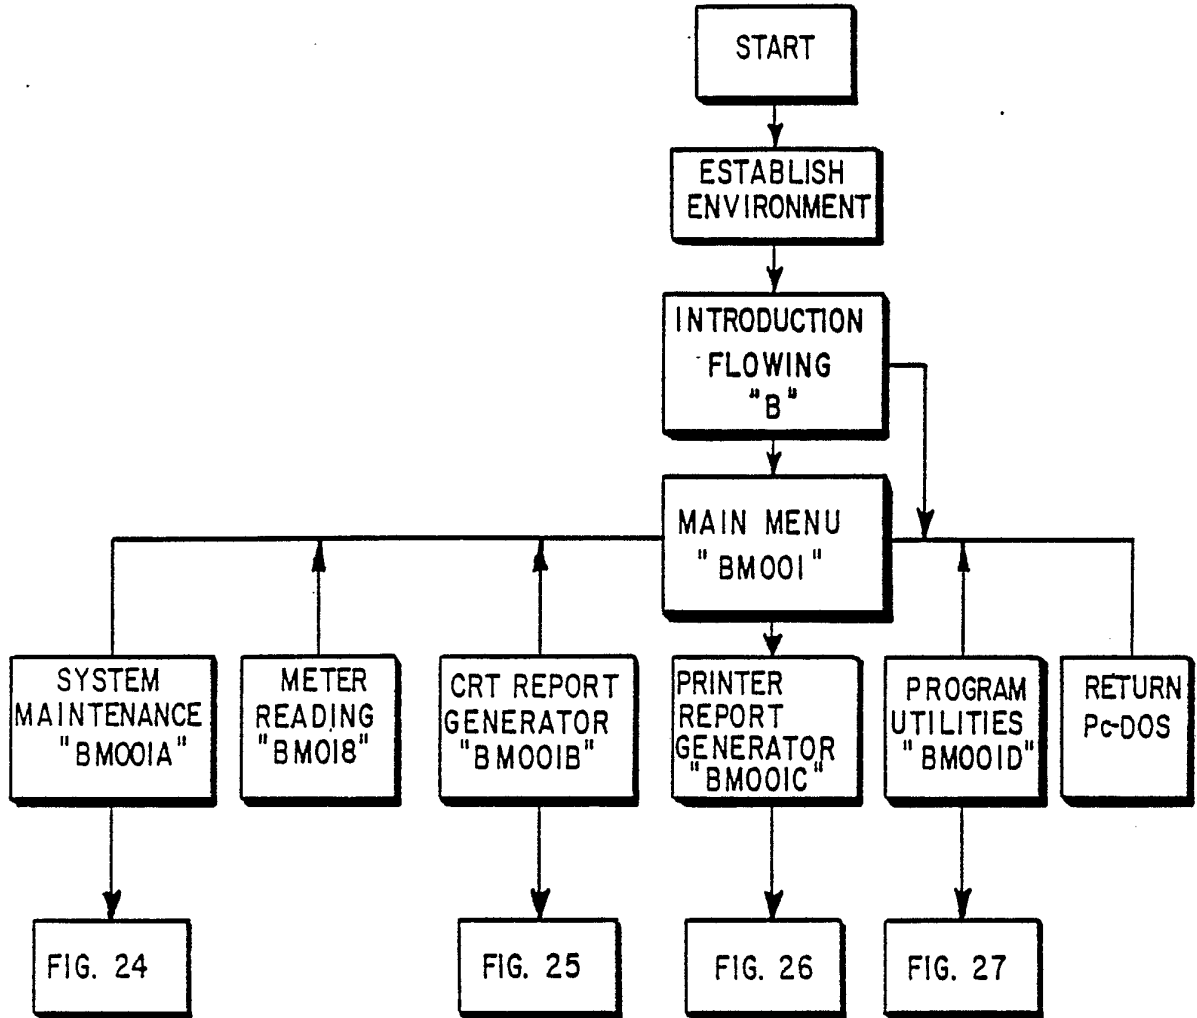 START
ESTABLISH
ENVIRONMENT
INTRODUCTION
FLOWING
"B"
MAIN MENU
"BM001"
SYSTEM
MAINTENANCE
"BM001A"
METER
READING
"BM018"
CRT REPORT
GENERATOR
"BM001B"
PRINTER
REPORT
GENERATOR
"BM001C"
PROGRAM
UTILITIES
"BM001D"
RETURN
Pc-DOS
FIG. 24
FIG. 25
FIG. 26
FIG. 27